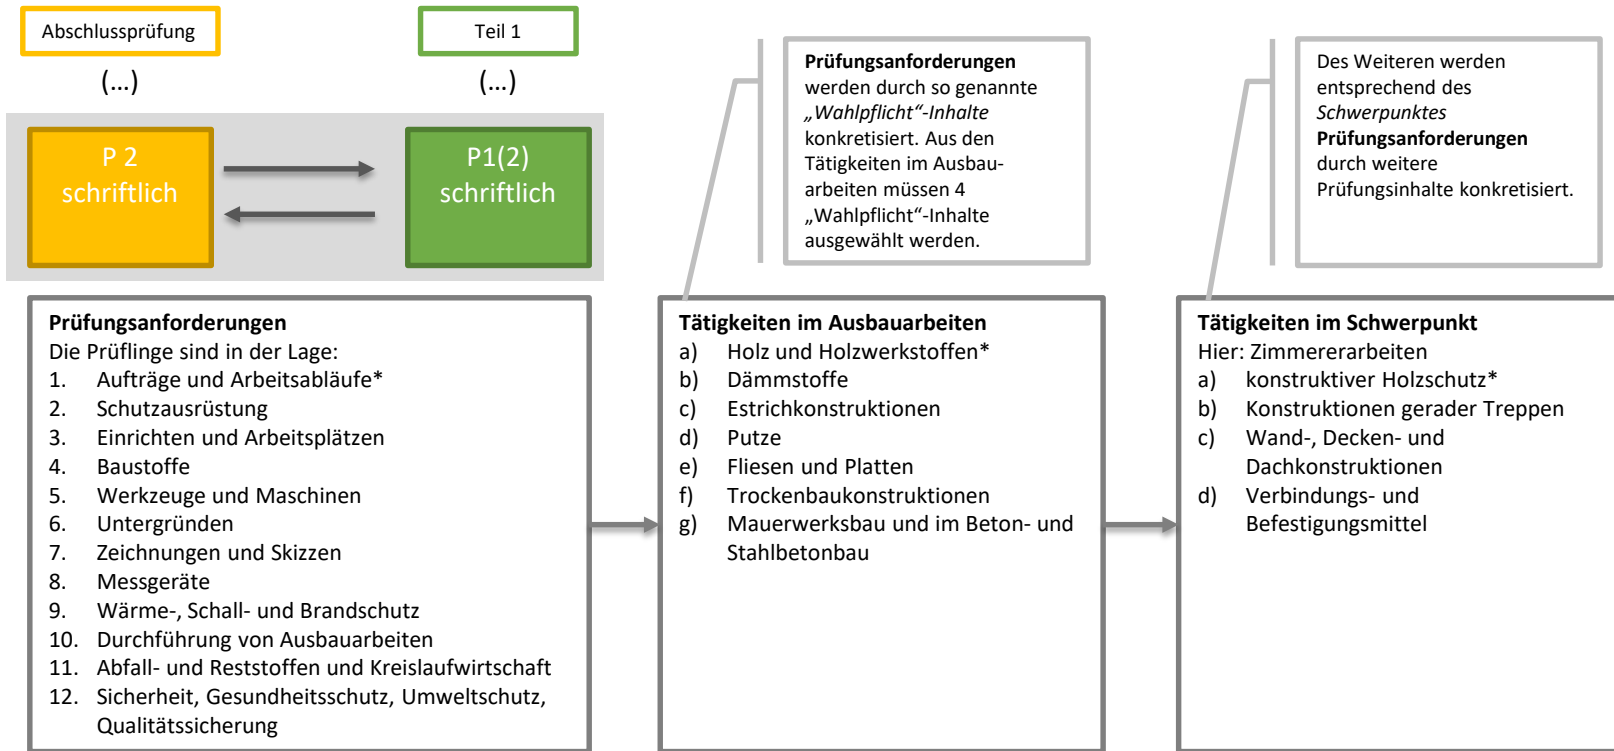 Abschlussprüfung
(...)
P 2
schriftlich
Teil 1
(...)
P1(2)
schriftlich
Prüfungsanforderungen
werden durch so genannte
„Wahlpflicht“-Inhalte
konkretisiert. Aus den
Tätigkeiten im Ausbau-
arbeiten müssen 4
„Wahlpflicht“-Inhalte
ausgewählt werden.
Des Weiteren werden
entsprechend des
Schwerpunktes
Prüfungsanforderungen
durch weitere
Prüfungsinhalte konkretisiert.
Prüfungsanforderungen
Die Prüflinge sind in der Lage:
1. Aufträge und Arbeitsabläufe*
2. Schutzausrüstung
3. Einrichten und Arbeitsplätzen
4. Baustoffe
5. Werkzeuge und Maschinen
6. Untergründen
7. Zeichnungen und Skizzen
8. Messgeräte
9. Wärme-, Schall- und Brandschutz
10. Durchführung von Ausbauarbeiten
11. Abfall- und Reststoffen und Kreislaufwirtschaft
12. Sicherheit, Gesundheitsschutz, Umweltschutz,
Qualitätssicherung
Tätigkeiten im Ausbauarbeiten
a) Holz und Holzwerkstoffen*
b) Dämmstoffe
c) Estrichkonstruktionen
d) Putze
e) Fliesen und Platten
f) Trockenbaukonstruktionen
g) Mauerwerksbau und im Beton- und
Stahlbetonbau
Tätigkeiten im Schwerpunkt
Hier: Zimmererarbeiten
a) konstruktiver Holzschutz*
b) Konstruktionen gerader Treppen
c) Wand-, Decken- und
Dachkonstruktionen
d) Verbindungs- und
Befestigungsmittel